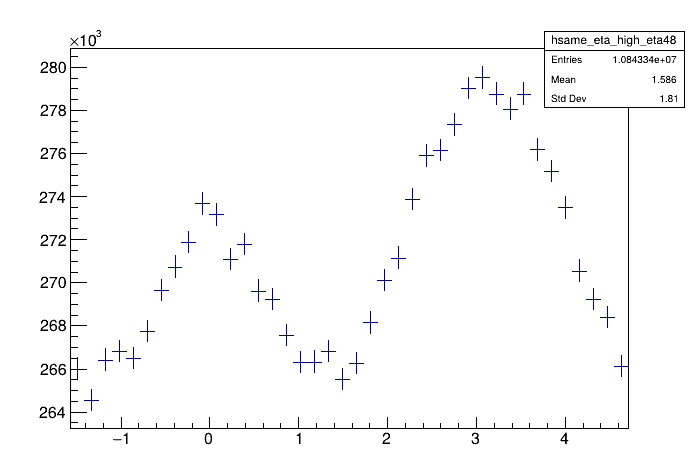 ×10³
hsame_eta_high_eta48
Entries 1.084334e+07
Mean 1.586
Std Dev 1.81
280
278
276
274
272
270
268
266
264
−1 0 1 2 3 4